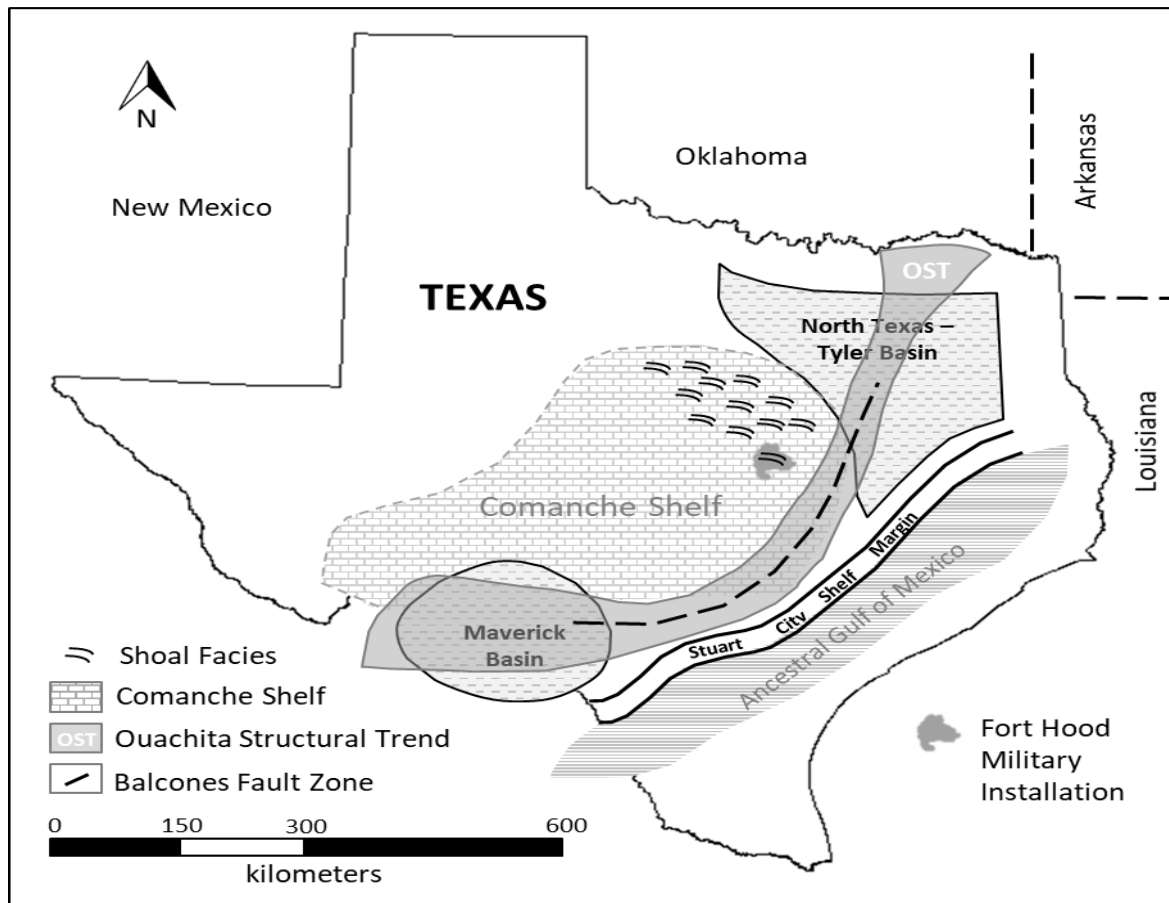 N
New Mexico
Oklahoma
Arkansas
TEXAS
OST
North Texas –
Tyler Basin
Louisiana
Comanche Shelf
Maverick
Basin
Stuart City Shelf Margin
Ancestral Gulf of Mexico
Shoal Facies
Comanche Shelf
OST Ouachita Structural Trend
Balcones Fault Zone
0 150 300 600
kilometers
Fort Hood
Military
Installation